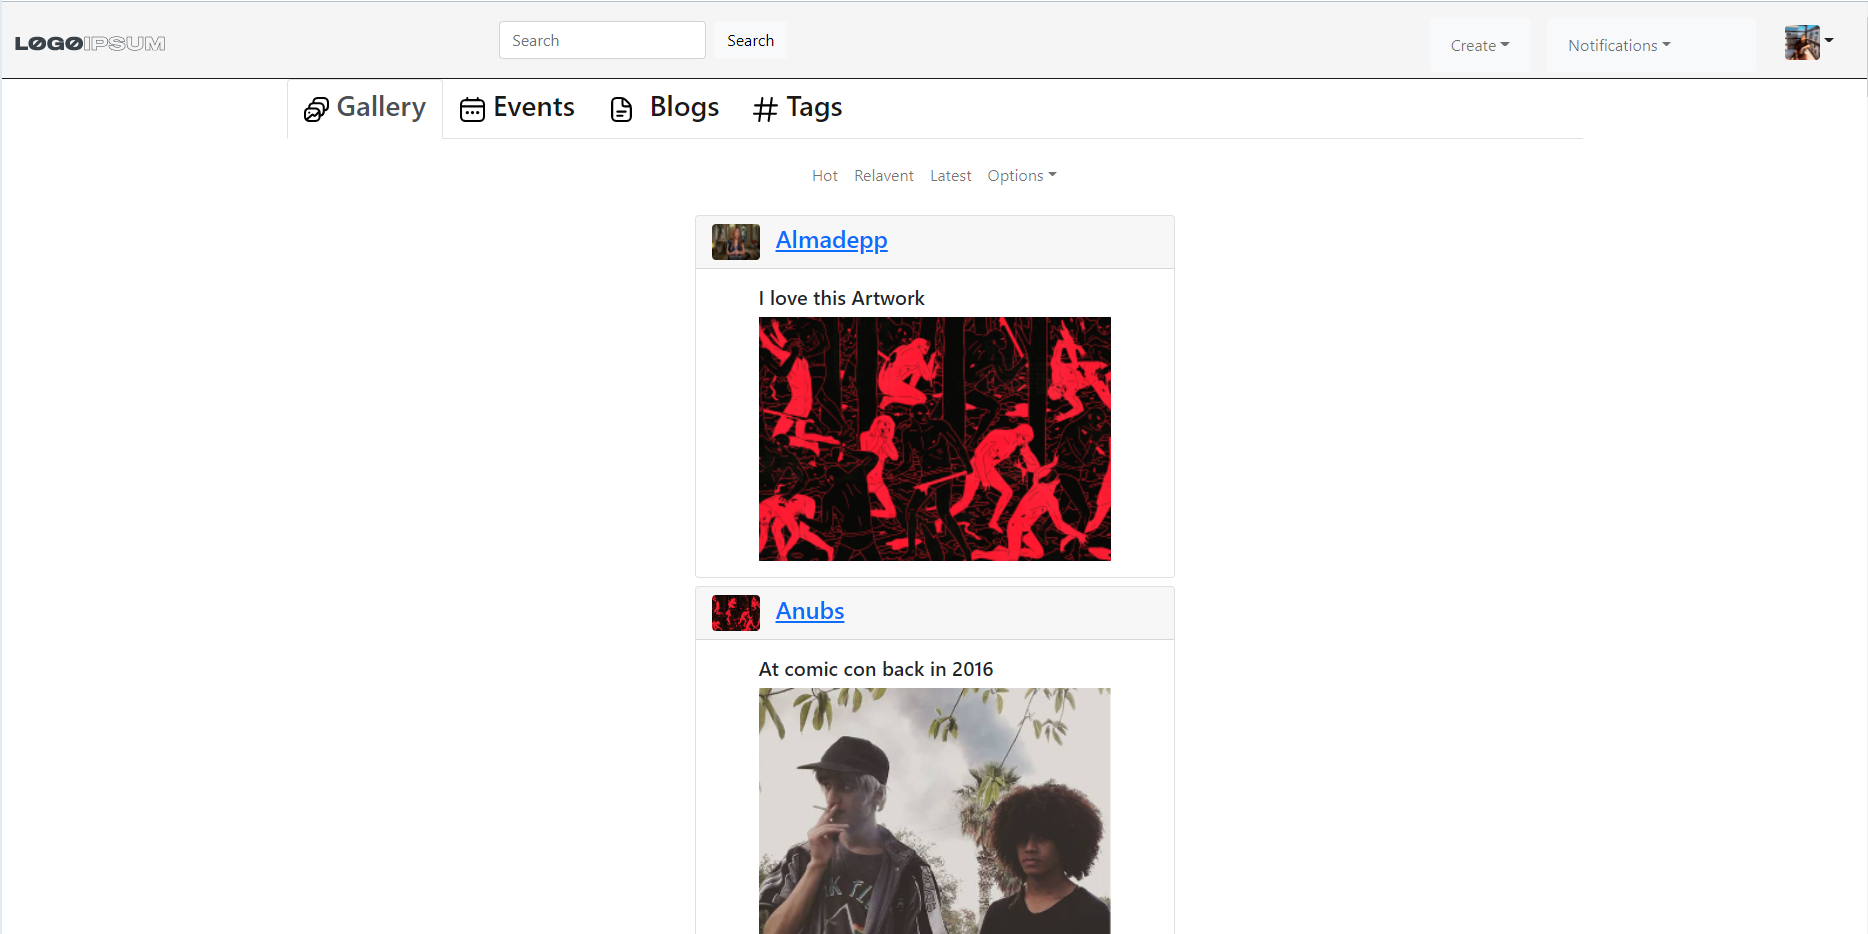 LOGOIPSUM
Search Search
Create Notifications
Gallery Events Blogs Tags
Hot Relavent Latest Options
Almadepp
I love this Artwork
Anubs
At comic con back in 2016